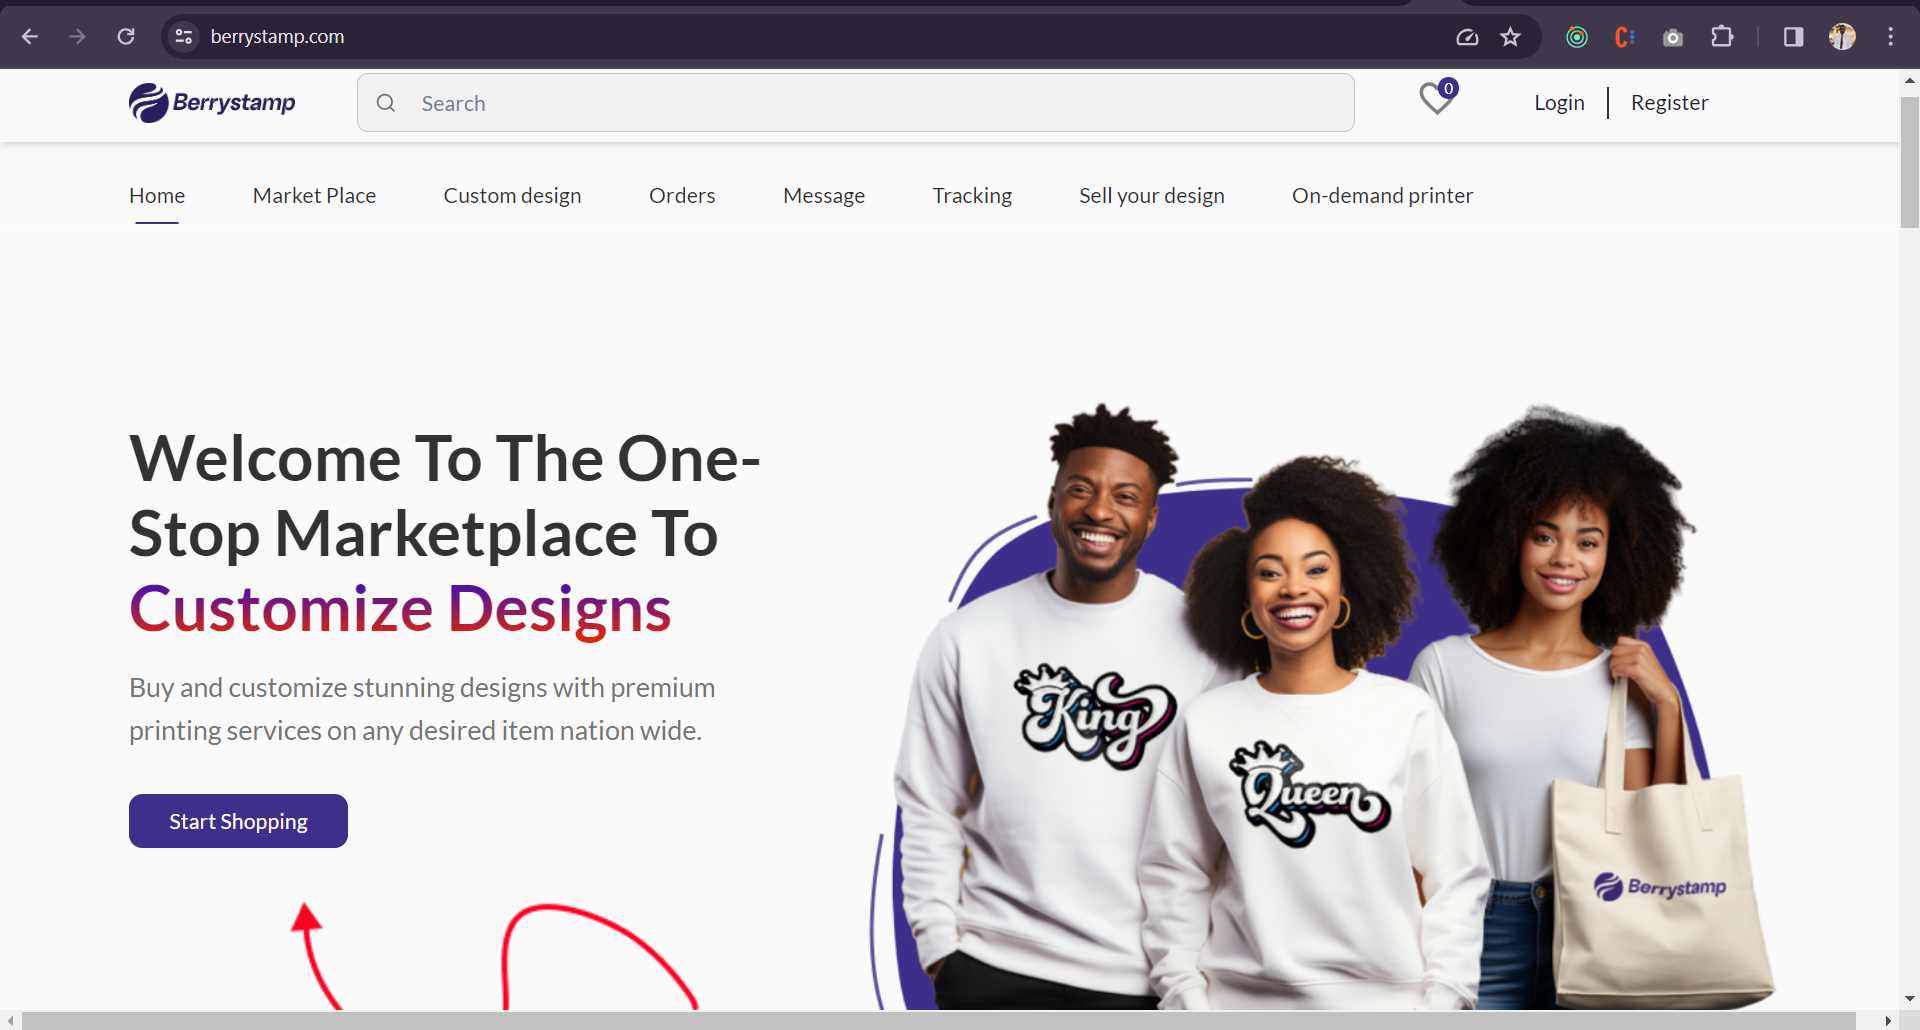 berrystamp.com
Berrystamp
Search
0
Login
Register
Home
Market Place
Custom design
Orders
Message
Tracking
Sell your design
On-demand printer
Welcome To The One-
Stop Marketplace To
Customize Designs
Buy and customize stunning designs with premium
printing services on any desired item nation wide.
Start Shopping
King
Queen
Berrystamp